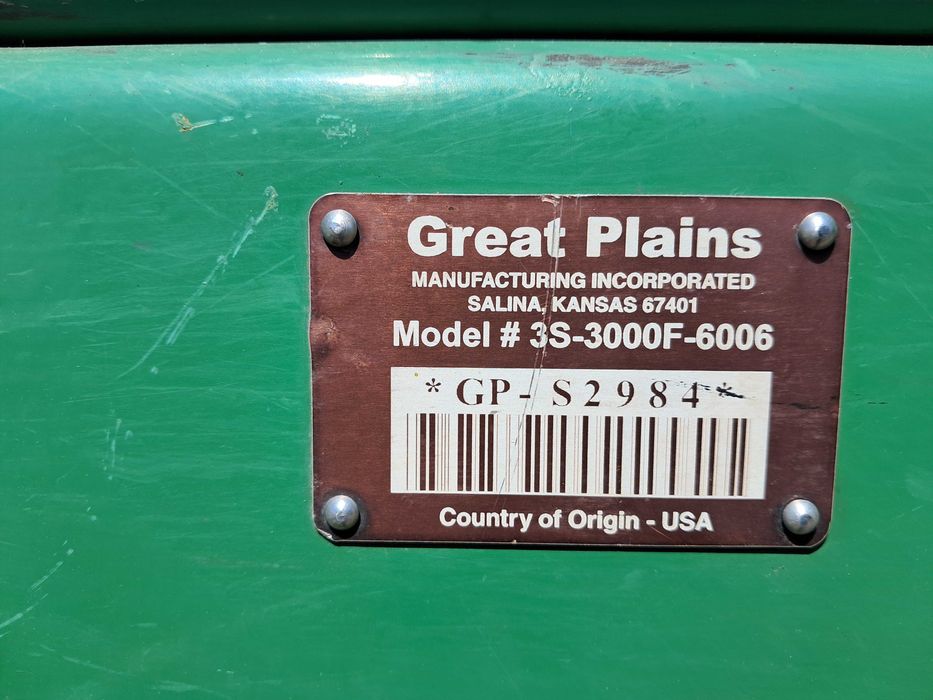 Great Plains
MANUFACTURING INCORPORATED
SALINA, KANSAS 67401
Model # 3S-3000F-6006
* GP- S2984 *
Country of Origin - USA